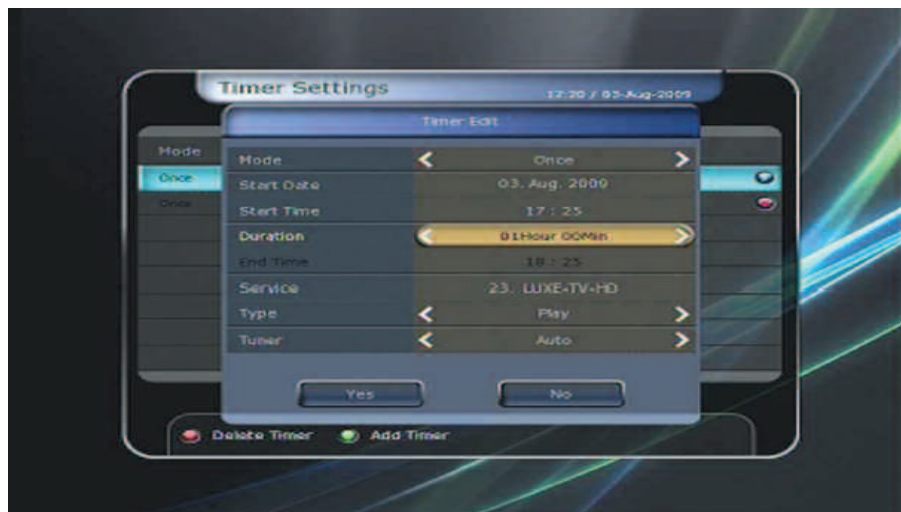 Timer Settings 17:20 / 03-Aug-2009
Timer Edit
Mode
Once
Once
Mode Once
Start Date 03. Aug. 2009
Start Time 17 : 25
Duration 01Hour 00Min
End Time 18 : 25
Service 23. LUXE-TV-HD
Type Play
Tuner Auto
Yes No
Delete Timer Add Timer